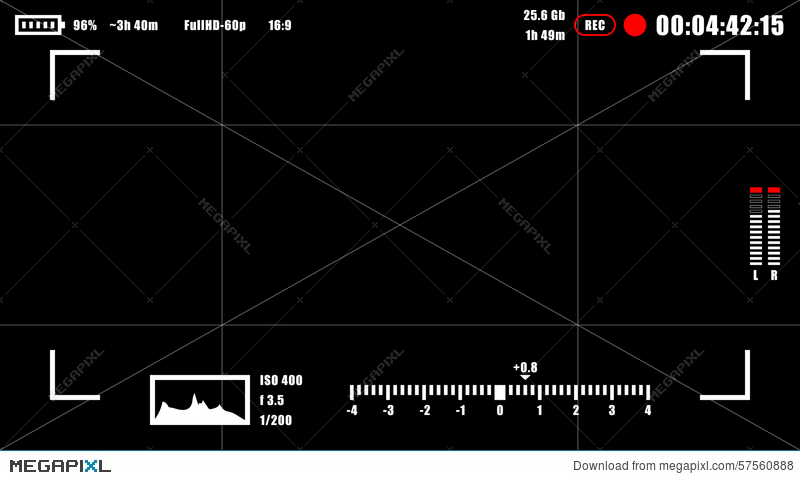 96% ~3h 40m FullHD-60p 16:9
25.6 Gb
1h 49m
REC
00:04:42:15
MEGAPIXL MEGAPIXL MEGAPIXL
MEGAPIXL MEGAPIXL
L R
MEGAPIXL MEGAPIXL MEGAPIXL
ISO 400
f 3.5
1/200
+0.8
-4 -3 -2 -1 0 1 2 3 4
MEGAPIXL
Download from megapixl.com/57560888